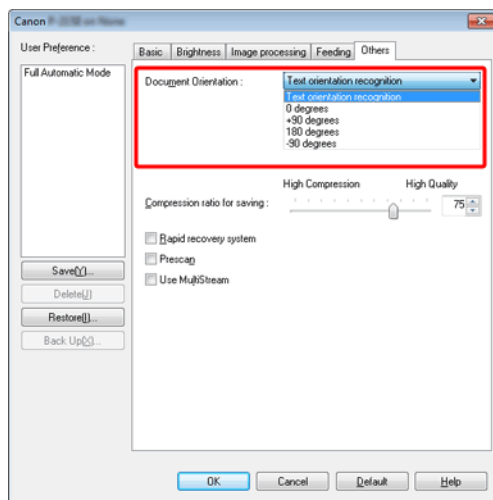 Canon
User Preference :
Full Automatic Mode
Save(Y)...
Delete(J)
Restore(I)...
Back Up(X)...
Basic
Brightness
Image processing
Feeding
Others
Document Orientation :
Text orientation recognition
Text orientation recognition
0 degrees
+90 degrees
180 degrees
-90 degrees
High Compression
High Quality
Compression ratio for saving :
75
Rapid recovery system
Prescan
Use MultiStream
OK
Cancel
Default
Help